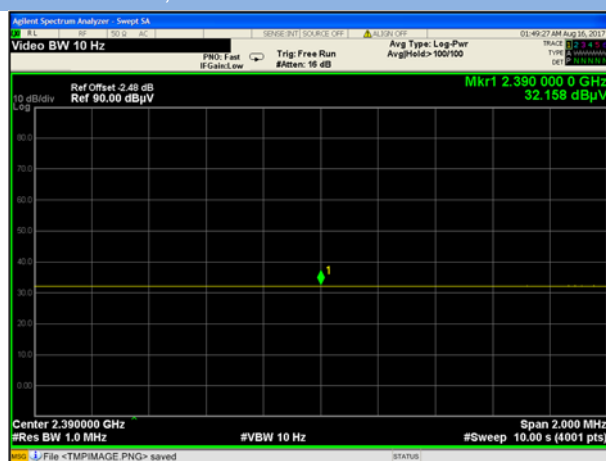 Agilent Spectrum Analyzer - Swept SA
RL RF 50 Ω AC SENSE:INT SOURCE OFF ALIGN OFF 01:49:27 AM Aug 16, 2017
Video BW 10 Hz
PNO: Fast
IFGain:Low
Trig: Free Run
#Atten: 16 dB
Avg Type: Log-Pwr
Avg|Hold:> 100/100
TRACE 1 2 3 4 5
TYPE A
DET P N N N N
Mkr1 2.390 000 0 GHz
32.158 dBµV
Ref Offset -2.48 dB
10 dB/div Ref 90.00 dBµV
Log
80.0
70.0
60.0
50.0
40.0
1
30.0
20.0
10.0
0.00
Center 2.390000 GHz Span 2.000 MHz
#Res BW 1.0 MHz #VBW 10 Hz #Sweep 10.00 s (4001 pts)
MSG File <TMPIMAGE.PNG> saved STATUS